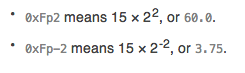 • 0xFp2 means 15 × 2², or 60.0.
• 0xFp-2 means 15 × 2⁻², or 3.75.